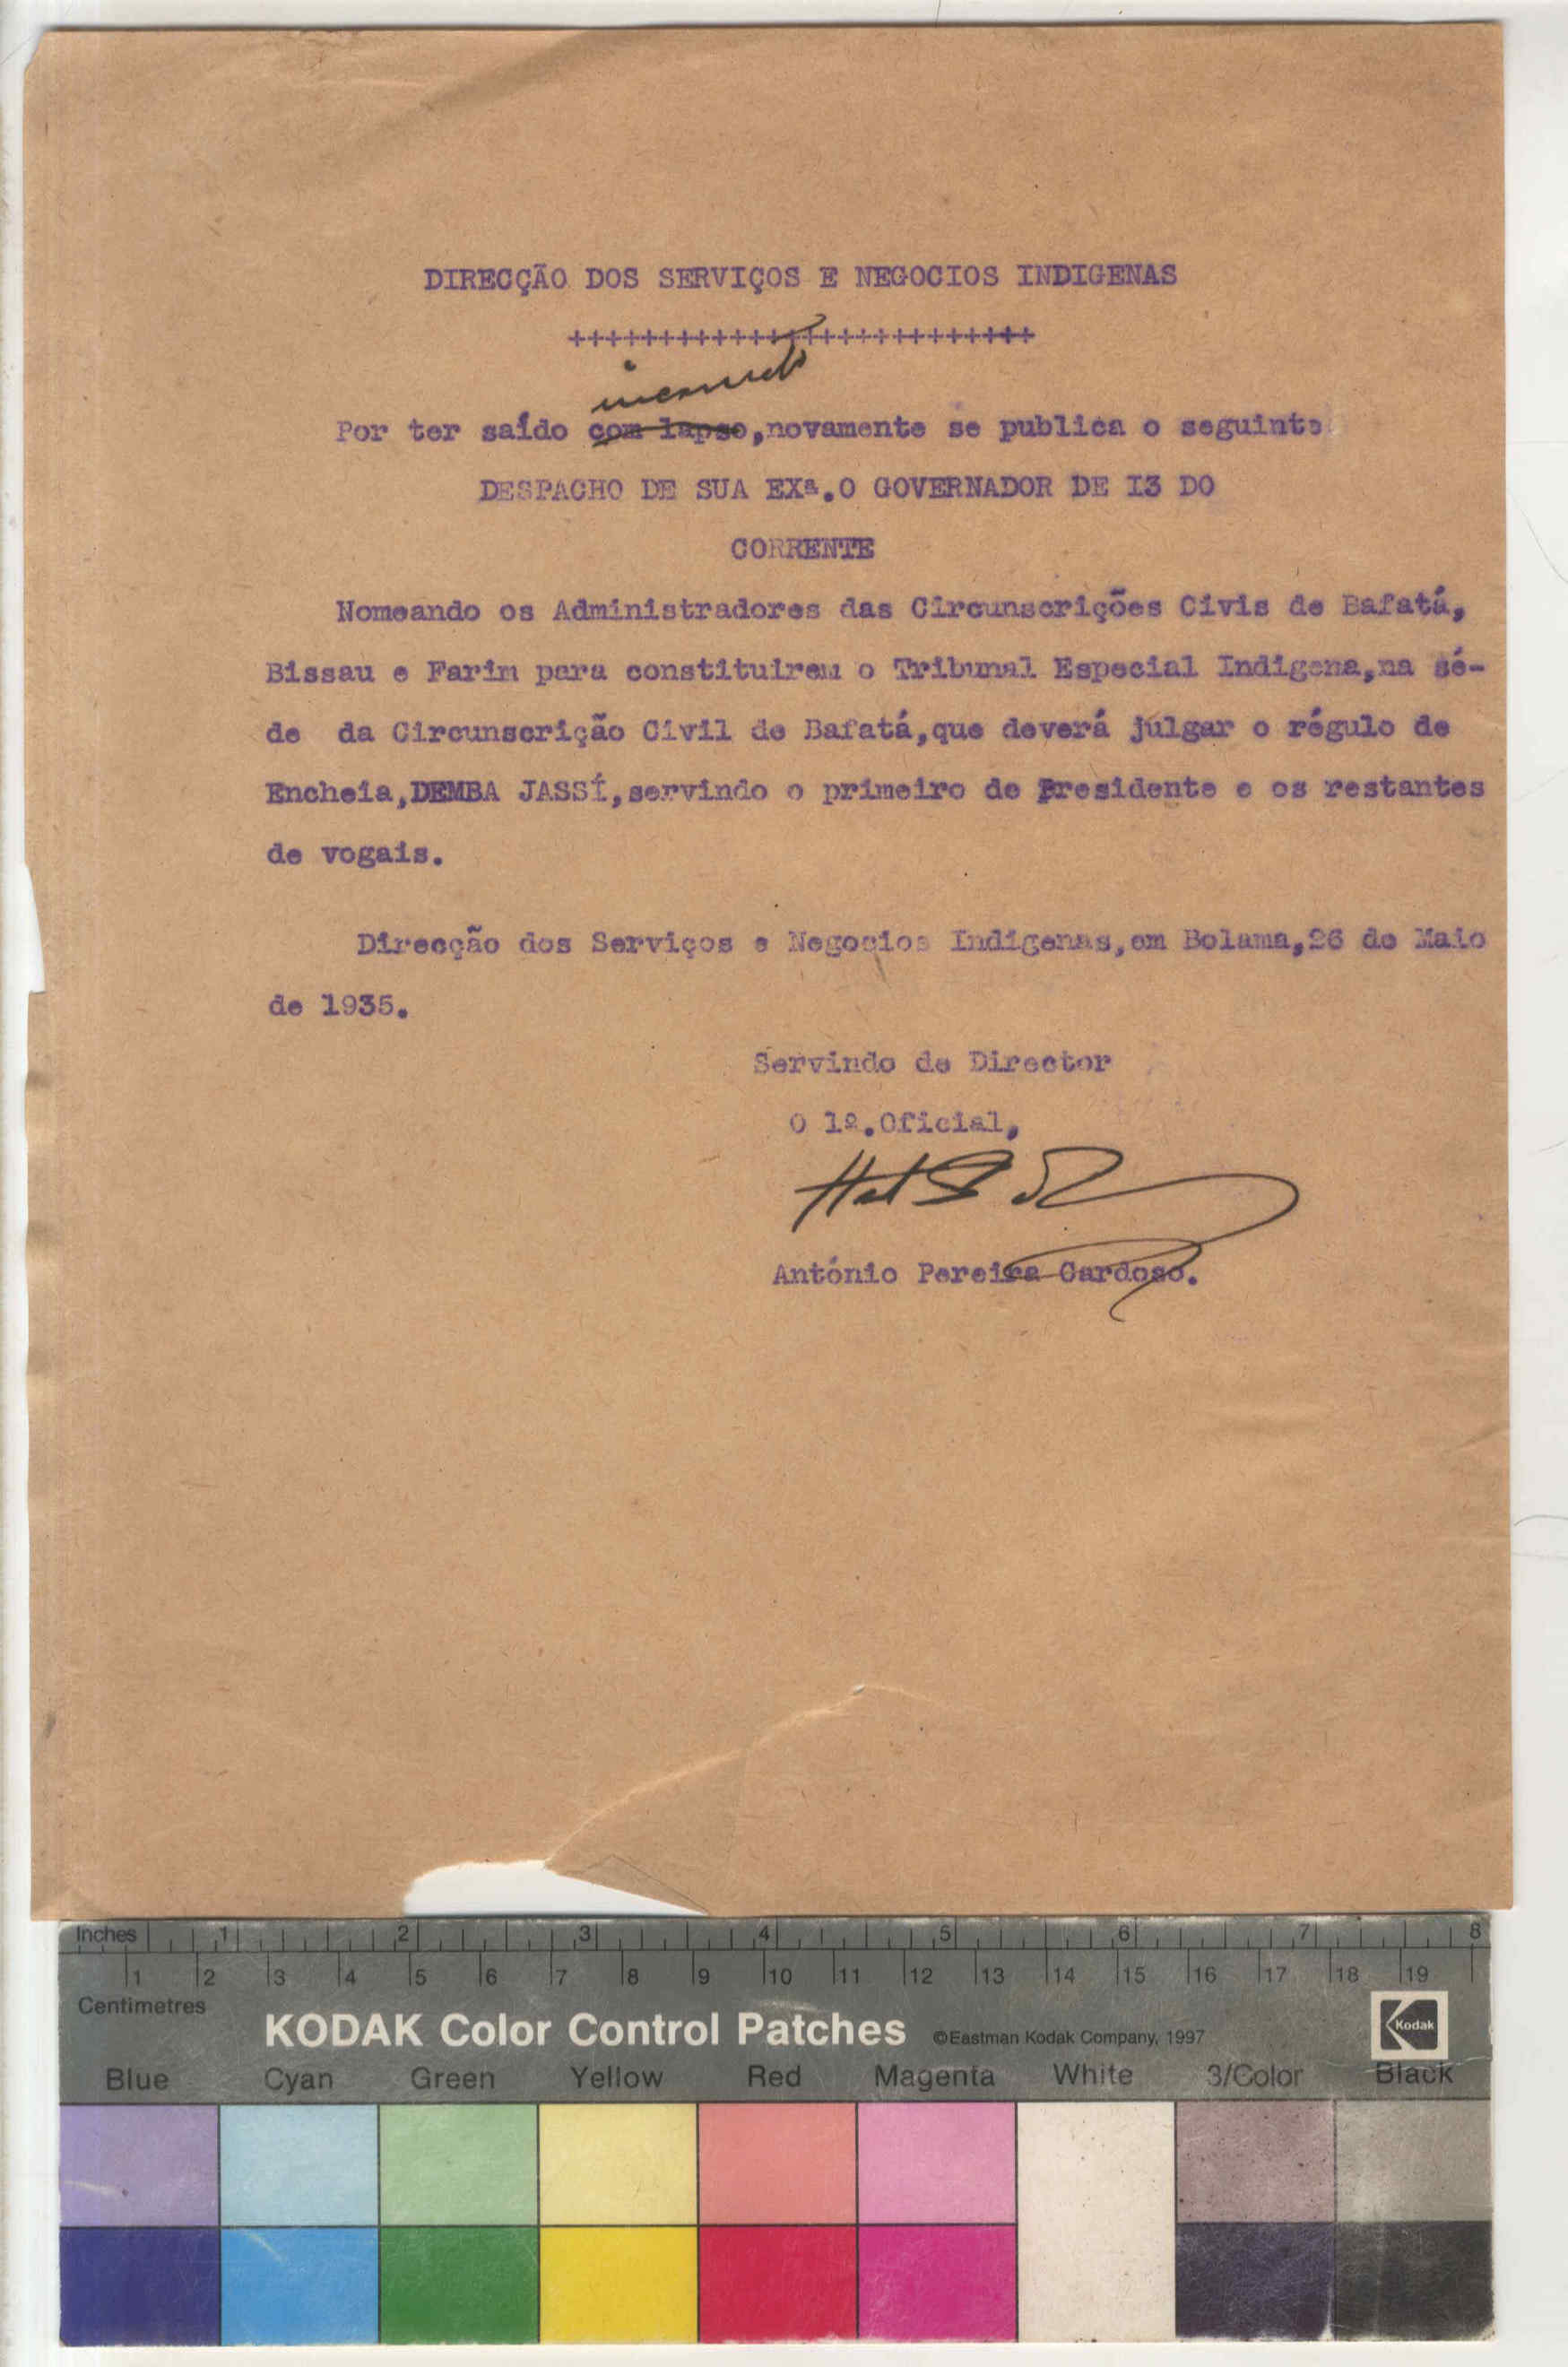 DIRECÇÃO DOS SERVIÇOS E NEGOCIOS INDIGENAS
++++++++++++++++++++++++++
incorrecto
Por ter saído com lapso,novamente se publica o seguinte
DESPACHO DE SUA EXª.O GOVERNADOR DE I3 DO
CORRENTE
Nomeando os Administradores das Circunscrições Civis de Bafatá,
Bissau e Farim para constituirem o Tribunal Especial Indigena,na sé-
de da Circunscrição Civil de Bafatá,que deverá julgar o régulo de
Encheia,DEMBA JASSÍ,servindo o primeiro de Presidente e os restantes
de vogais.
Direcção dos Serviços e Negocios Indigenas,em Bolama,26 de Maio
de 1935.
Servindo de Director
O 1º.Oficial,
António Pereira Cardoso.
Inches 1 2 3 4 5 6 7 8
1 2 3 4 5 6 7 8 9 10 11 12 13 14 15 16 17 18 19
Centimetres
KODAK Color Control Patches ©Eastman Kodak Company, 1997 Kodak
Blue Cyan Green Yellow Red Magenta White 3/Color Black